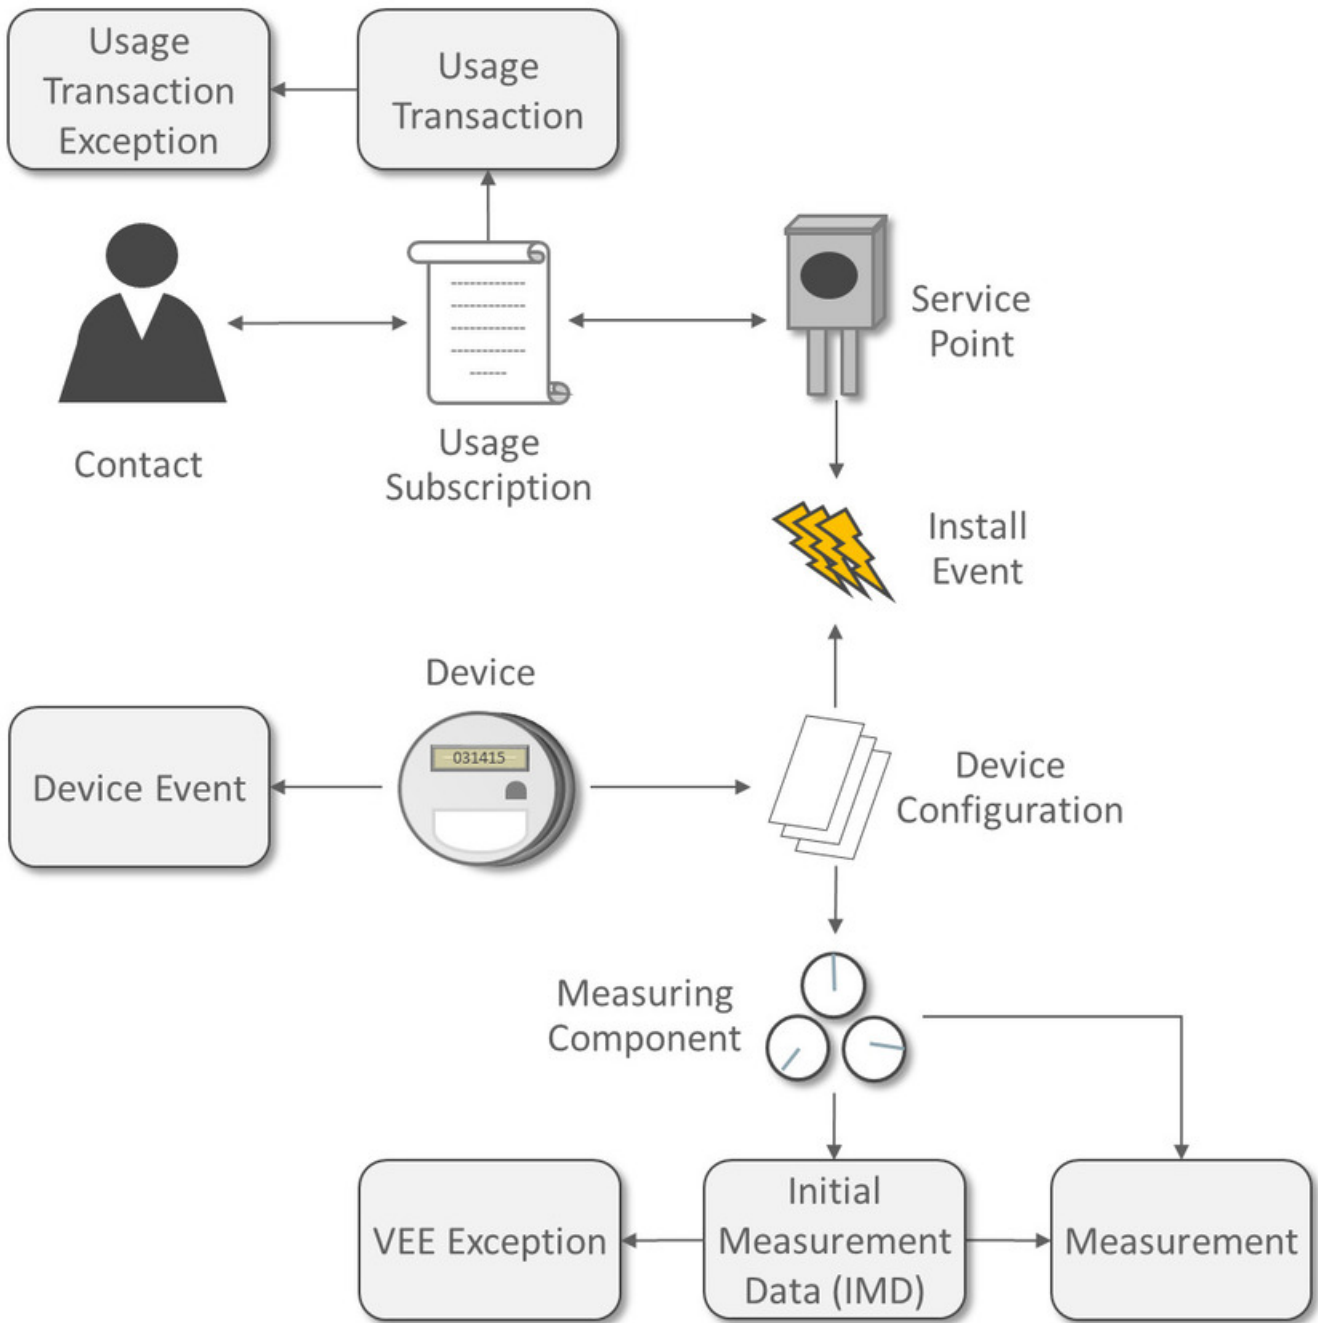 Usage
Transaction
Exception
Usage
Transaction
Service
Point
Contact
Usage
Subscription
Install
Event
Device
031415
Device Event
Device
Configuration
Measuring
Component
VEE Exception
Initial
Measurement
Data (IMD)
Measurement